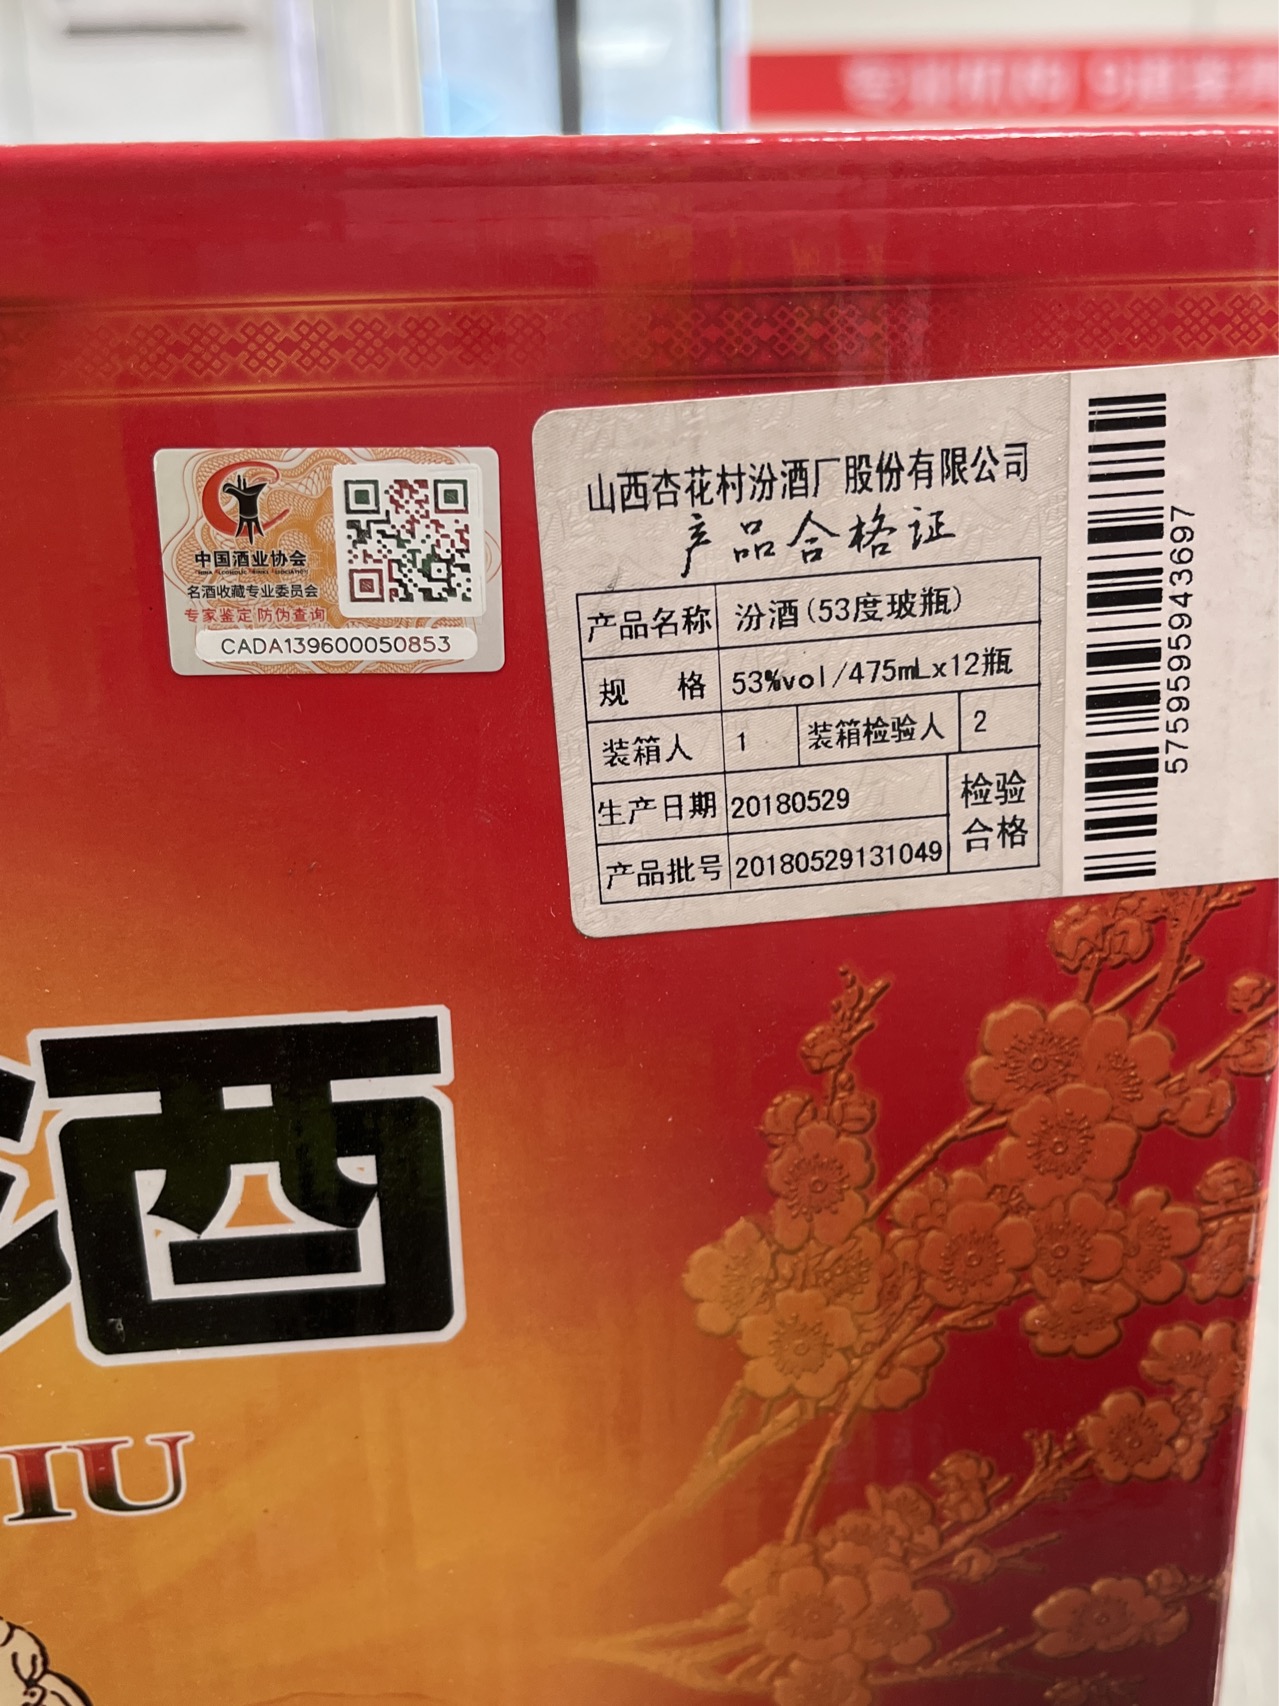 中国酒业协会
名酒收藏专业委员会
专家鉴定 防伪查询
CADA139600050853
山西杏花村汾酒厂股份有限公司
产品合格证
产品名称 汾酒(53度玻瓶)
规 格 53%vol/475mLx12瓶
装箱人 1 装箱检验人 2
生产日期 20180529 检验合格
产品批号 20180529131049
5759595943697
酒
IU